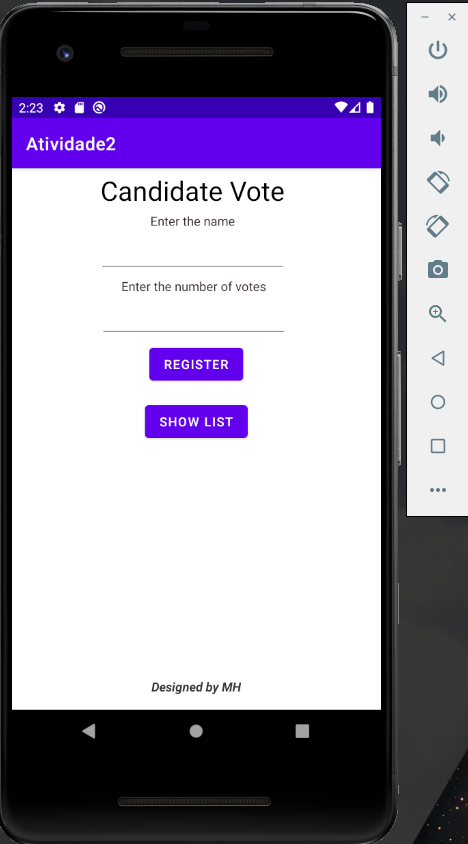 2:23
Atividade2
Candidate Vote
Enter the name
Enter the number of votes
REGISTER
SHOW LIST
Designed by MH